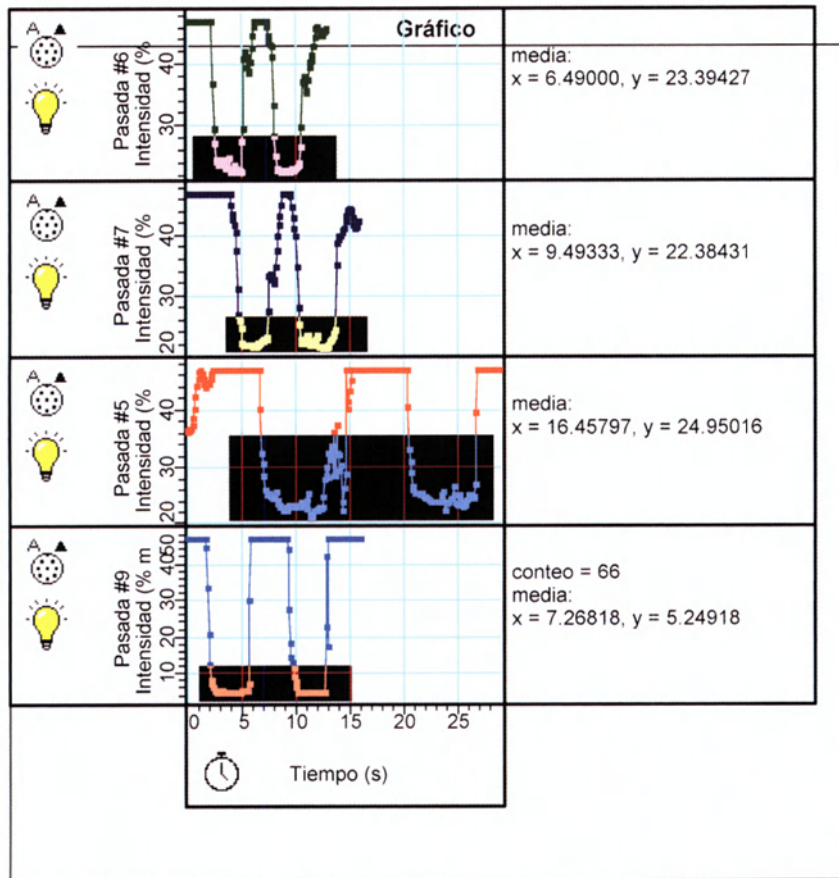 Gráfico
A
Pasada #6
Intensidad (%
40
30
media:
x = 6.49000, y = 23.39427
A
Pasada #7
Intensidad (%
40
30
20
media:
x = 9.49333, y = 22.38431
A
Pasada #5
Intensidad (%
40
30
20
media:
x = 16.45797, y = 24.95016
A
Pasada #9
Intensidad (% m
4050
30
20
10
conteo = 66
media:
x = 7.26818, y = 5.24918
0 5 10 15 20 25
Tiempo (s)